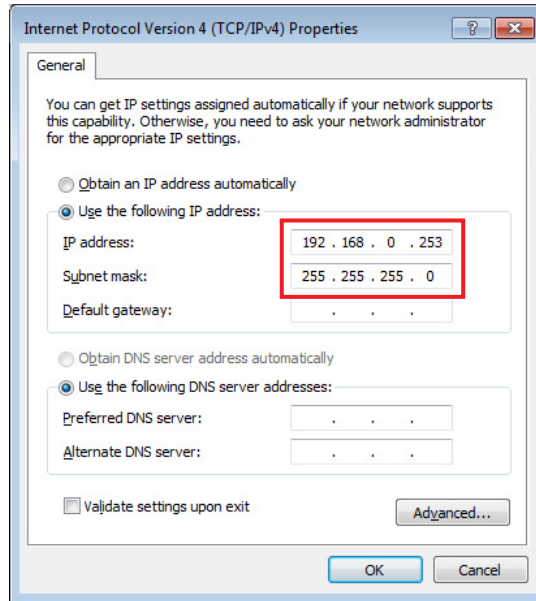 Internet Protocol Version 4 (TCP/IPv4) Properties
General
You can get IP settings assigned automatically if your network supports
this capability. Otherwise, you need to ask your network administrator
for the appropriate IP settings.
Obtain an IP address automatically
Use the following IP address:
IP address: 192 . 168 . 0 . 253
Subnet mask: 255 . 255 . 255 . 0
Default gateway: . . .
Obtain DNS server address automatically
Use the following DNS server addresses:
Preferred DNS server: . . .
Alternate DNS server: . . .
Validate settings upon exit
Advanced...
OK Cancel